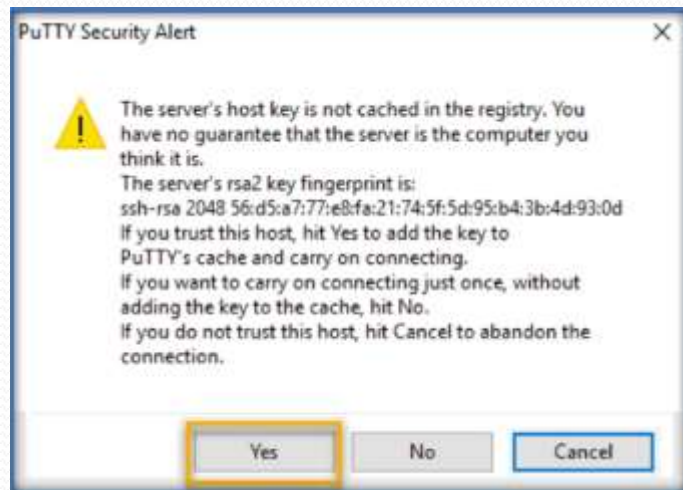 PuTTY Security Alert
The server's host key is not cached in the registry. You
have no guarantee that the server is the computer you
think it is.
The server's rsa2 key fingerprint is:
ssh-rsa 2048 56:d5:a7:77:e8:fa:21:74:5f:5d:95:b4:3b:4d:93:0d
If you trust this host, hit Yes to add the key to
PuTTY's cache and carry on connecting.
If you want to carry on connecting just once, without
adding the key to the cache, hit No.
If you do not trust this host, hit Cancel to abandon the
connection.
Yes No Cancel